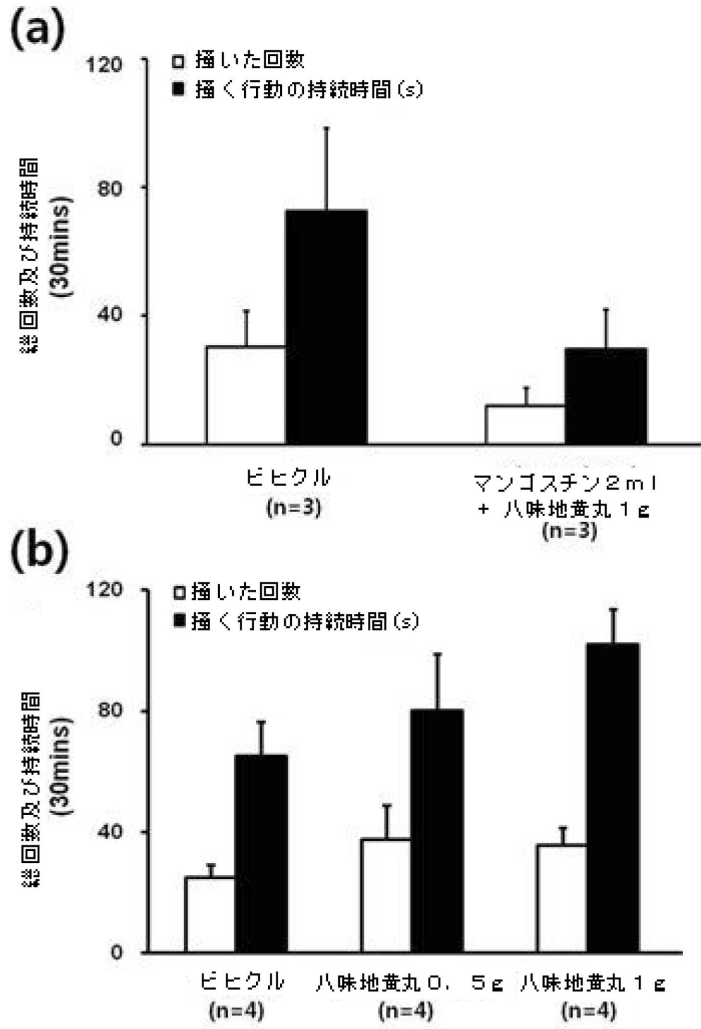 (a)
120
80
40
0
総回数及び持続時間
(30mins)
掻いた回数
掻く行動の持続時間(s)
ビヒクル
(n=3)
マンゴスチン2ml
+ 八味地黄丸1g
(n=3)
(b)
120
80
40
0
総回数及び持続時間
(30mins)
掻いた回数
掻く行動の持続時間(s)
ビヒクル
(n=4)
八味地黄丸0.5g
(n=4)
八味地黄丸1g
(n=4)